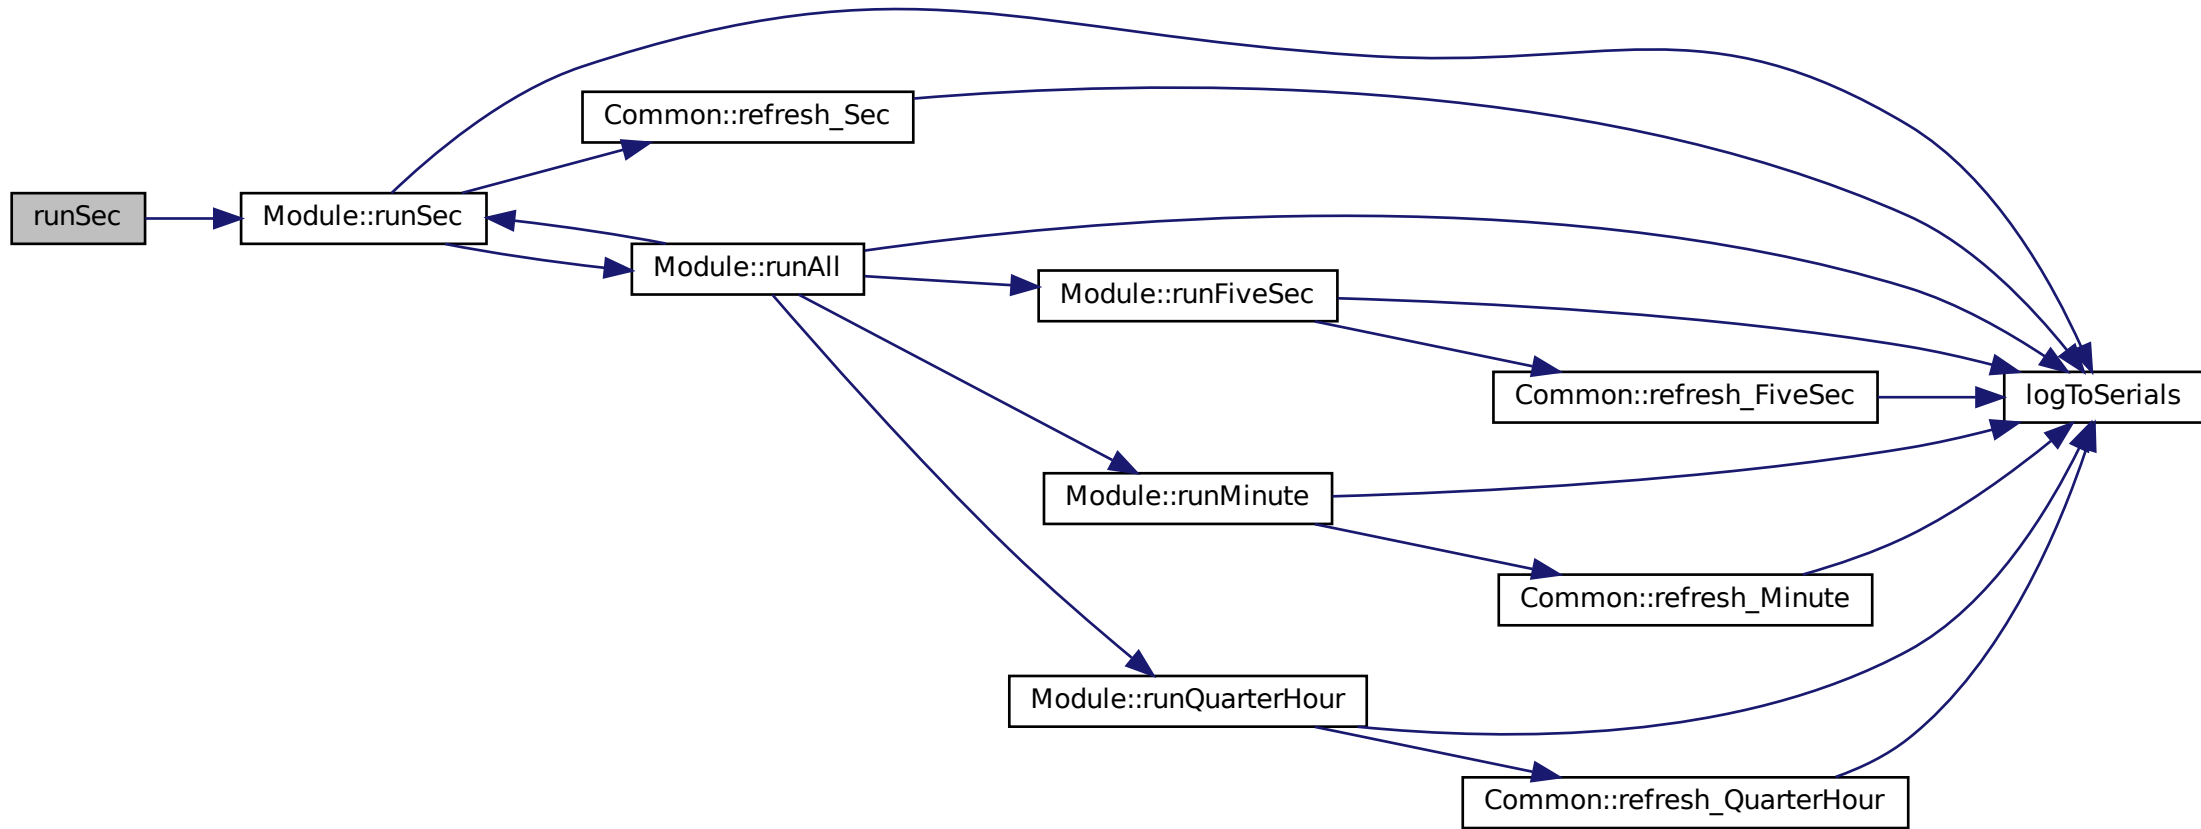 Common::refresh_Sec
runSec
Module::runSec
Module::runAll
Module::runFiveSec
Common::refresh_FiveSec
logToSerials
Module::runMinute
Common::refresh_Minute
Module::runQuarterHour
Common::refresh_QuarterHour